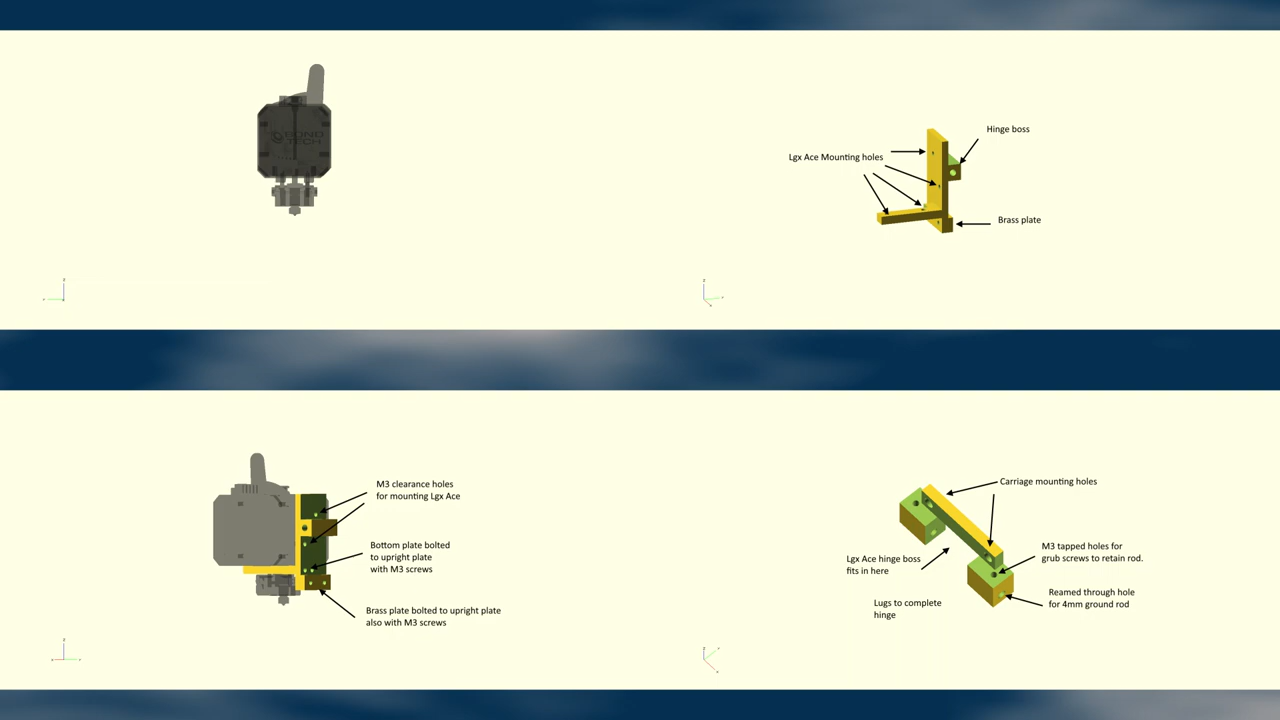 BOND
TECH
Hinge boss
Lgx Ace Mounting holes
Brass plate
M3 clearance holes
for mounting Lgx Ace
Bottom plate bolted
to upright plate
with M3 screws
Brass plate bolted to upright plate
also with M3 screws
Carriage mounting holes
M3 tapped holes for
grub screws to retain rod.
Lgx Ace hinge boss
fits in here
Reamed through hole
for 4mm ground rod
Lugs to complete
hinge